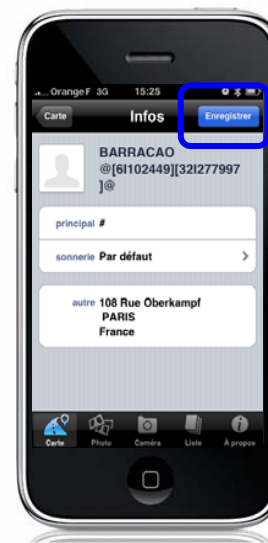 Orange F 3G 15:25
Carte Infos Enregistrer
BARRACAO
@[6I102449][32I277997
]@
principal #
sonnerie Par défaut
autre 108 Rue Oberkampf
PARIS
France
Carte Photo Caméra Liste À propos